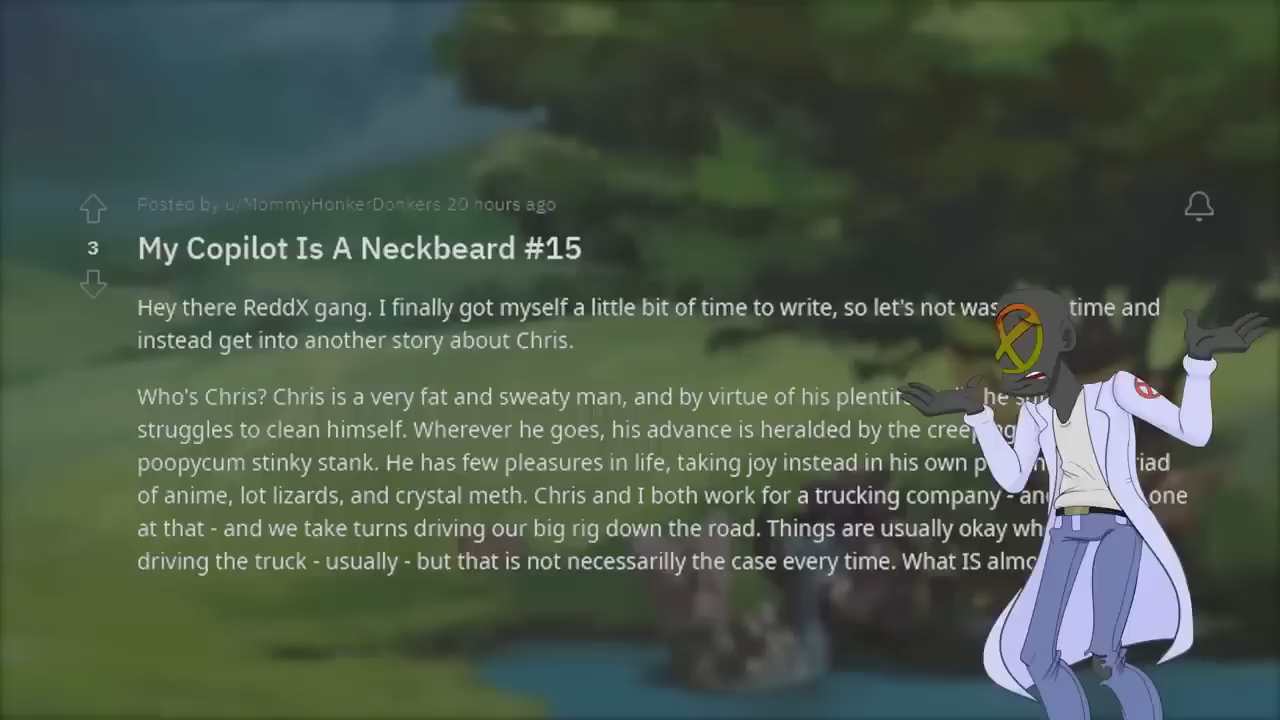 Posted by u/MommyHonkerDonkers 20 hours ago
3
My Copilot Is A Neckbeard #15
Hey there ReddX gang. I finally got myself a little bit of time to write, so let's not was time and
instead get into another story about Chris.
Who's Chris? Chris is a very fat and sweaty man, and by virtue of his he
struggles to clean himself. Wherever he goes, his advance is heralded by the
poopycum stinky stank. He has few pleasures in life, taking joy instead in his own
of anime, lot lizards, and crystal meth. Chris and I both work for a trucking company - one
at that - and we take turns driving our big rig down the road. Things are usually okay
driving the truck - usually - but that is not necessarilly the case every time. What IS